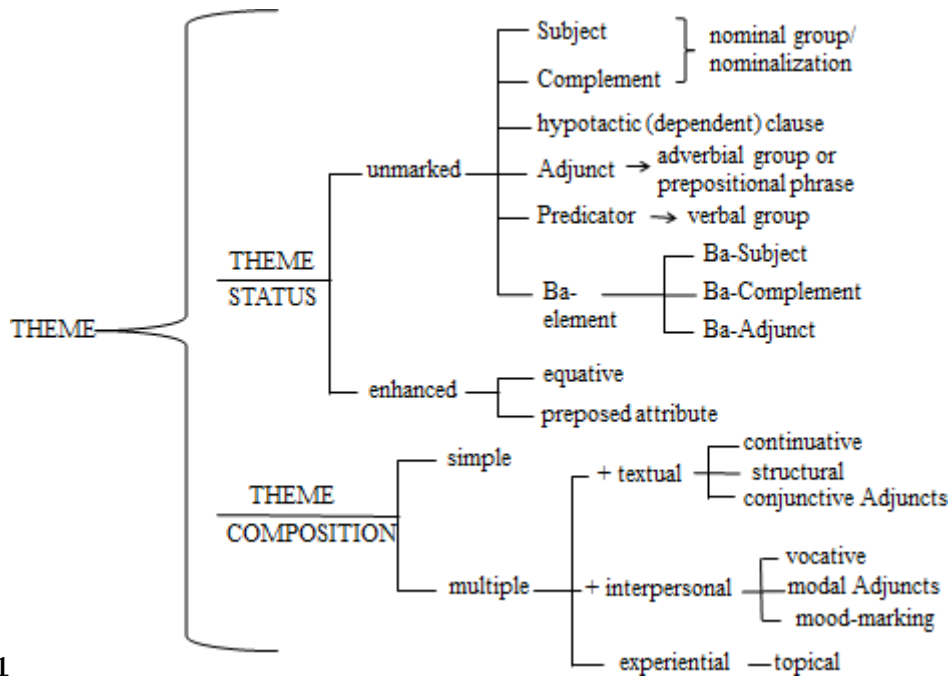 Subject
nominal group/
nominalization
Complement
hypotactic (dependent) clause
unmarked
Adjunct → adverbial group or
prepositional phrase
Predicator → verbal group
Ba-Subject
THEME
STATUS
Ba-
element
Ba-Complement
THEME
Ba-Adjunct
enhanced
equative
preposed attribute
simple
continuative
+ textual
structural
THEME
conjunctive Adjuncts
COMPOSITION
vocative
multiple
+ interpersonal
modal Adjuncts
mood-marking
experiential
topical
1